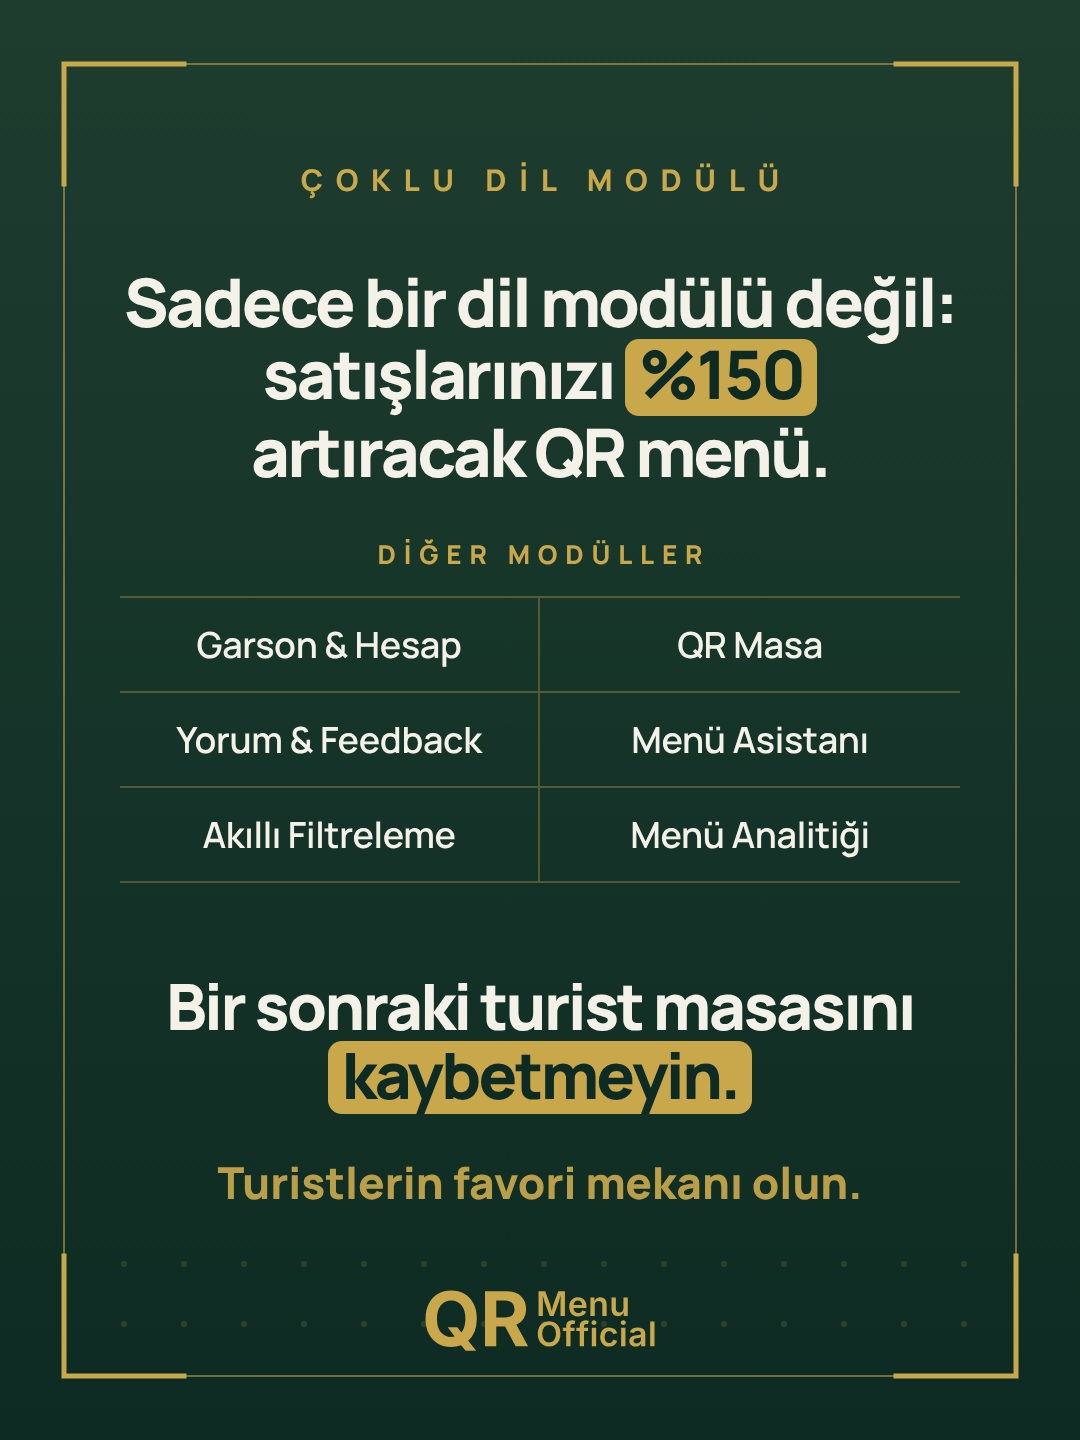 ÇOKLU DİL MODÜLÜ
Sadece bir dil modülü değil:
satışlarınızı %150
artıracak QR menü.
DİĞER MODÜLLER
Garson & Hesap
QR Masa
Yorum & Feedback
Menü Asistanı
Akıllı Filtreleme
Menü Analitiği
Bir sonraki turist masasını
kaybetmeyin.
Turistlerin favori mekanı olun.
QR Menu
Official